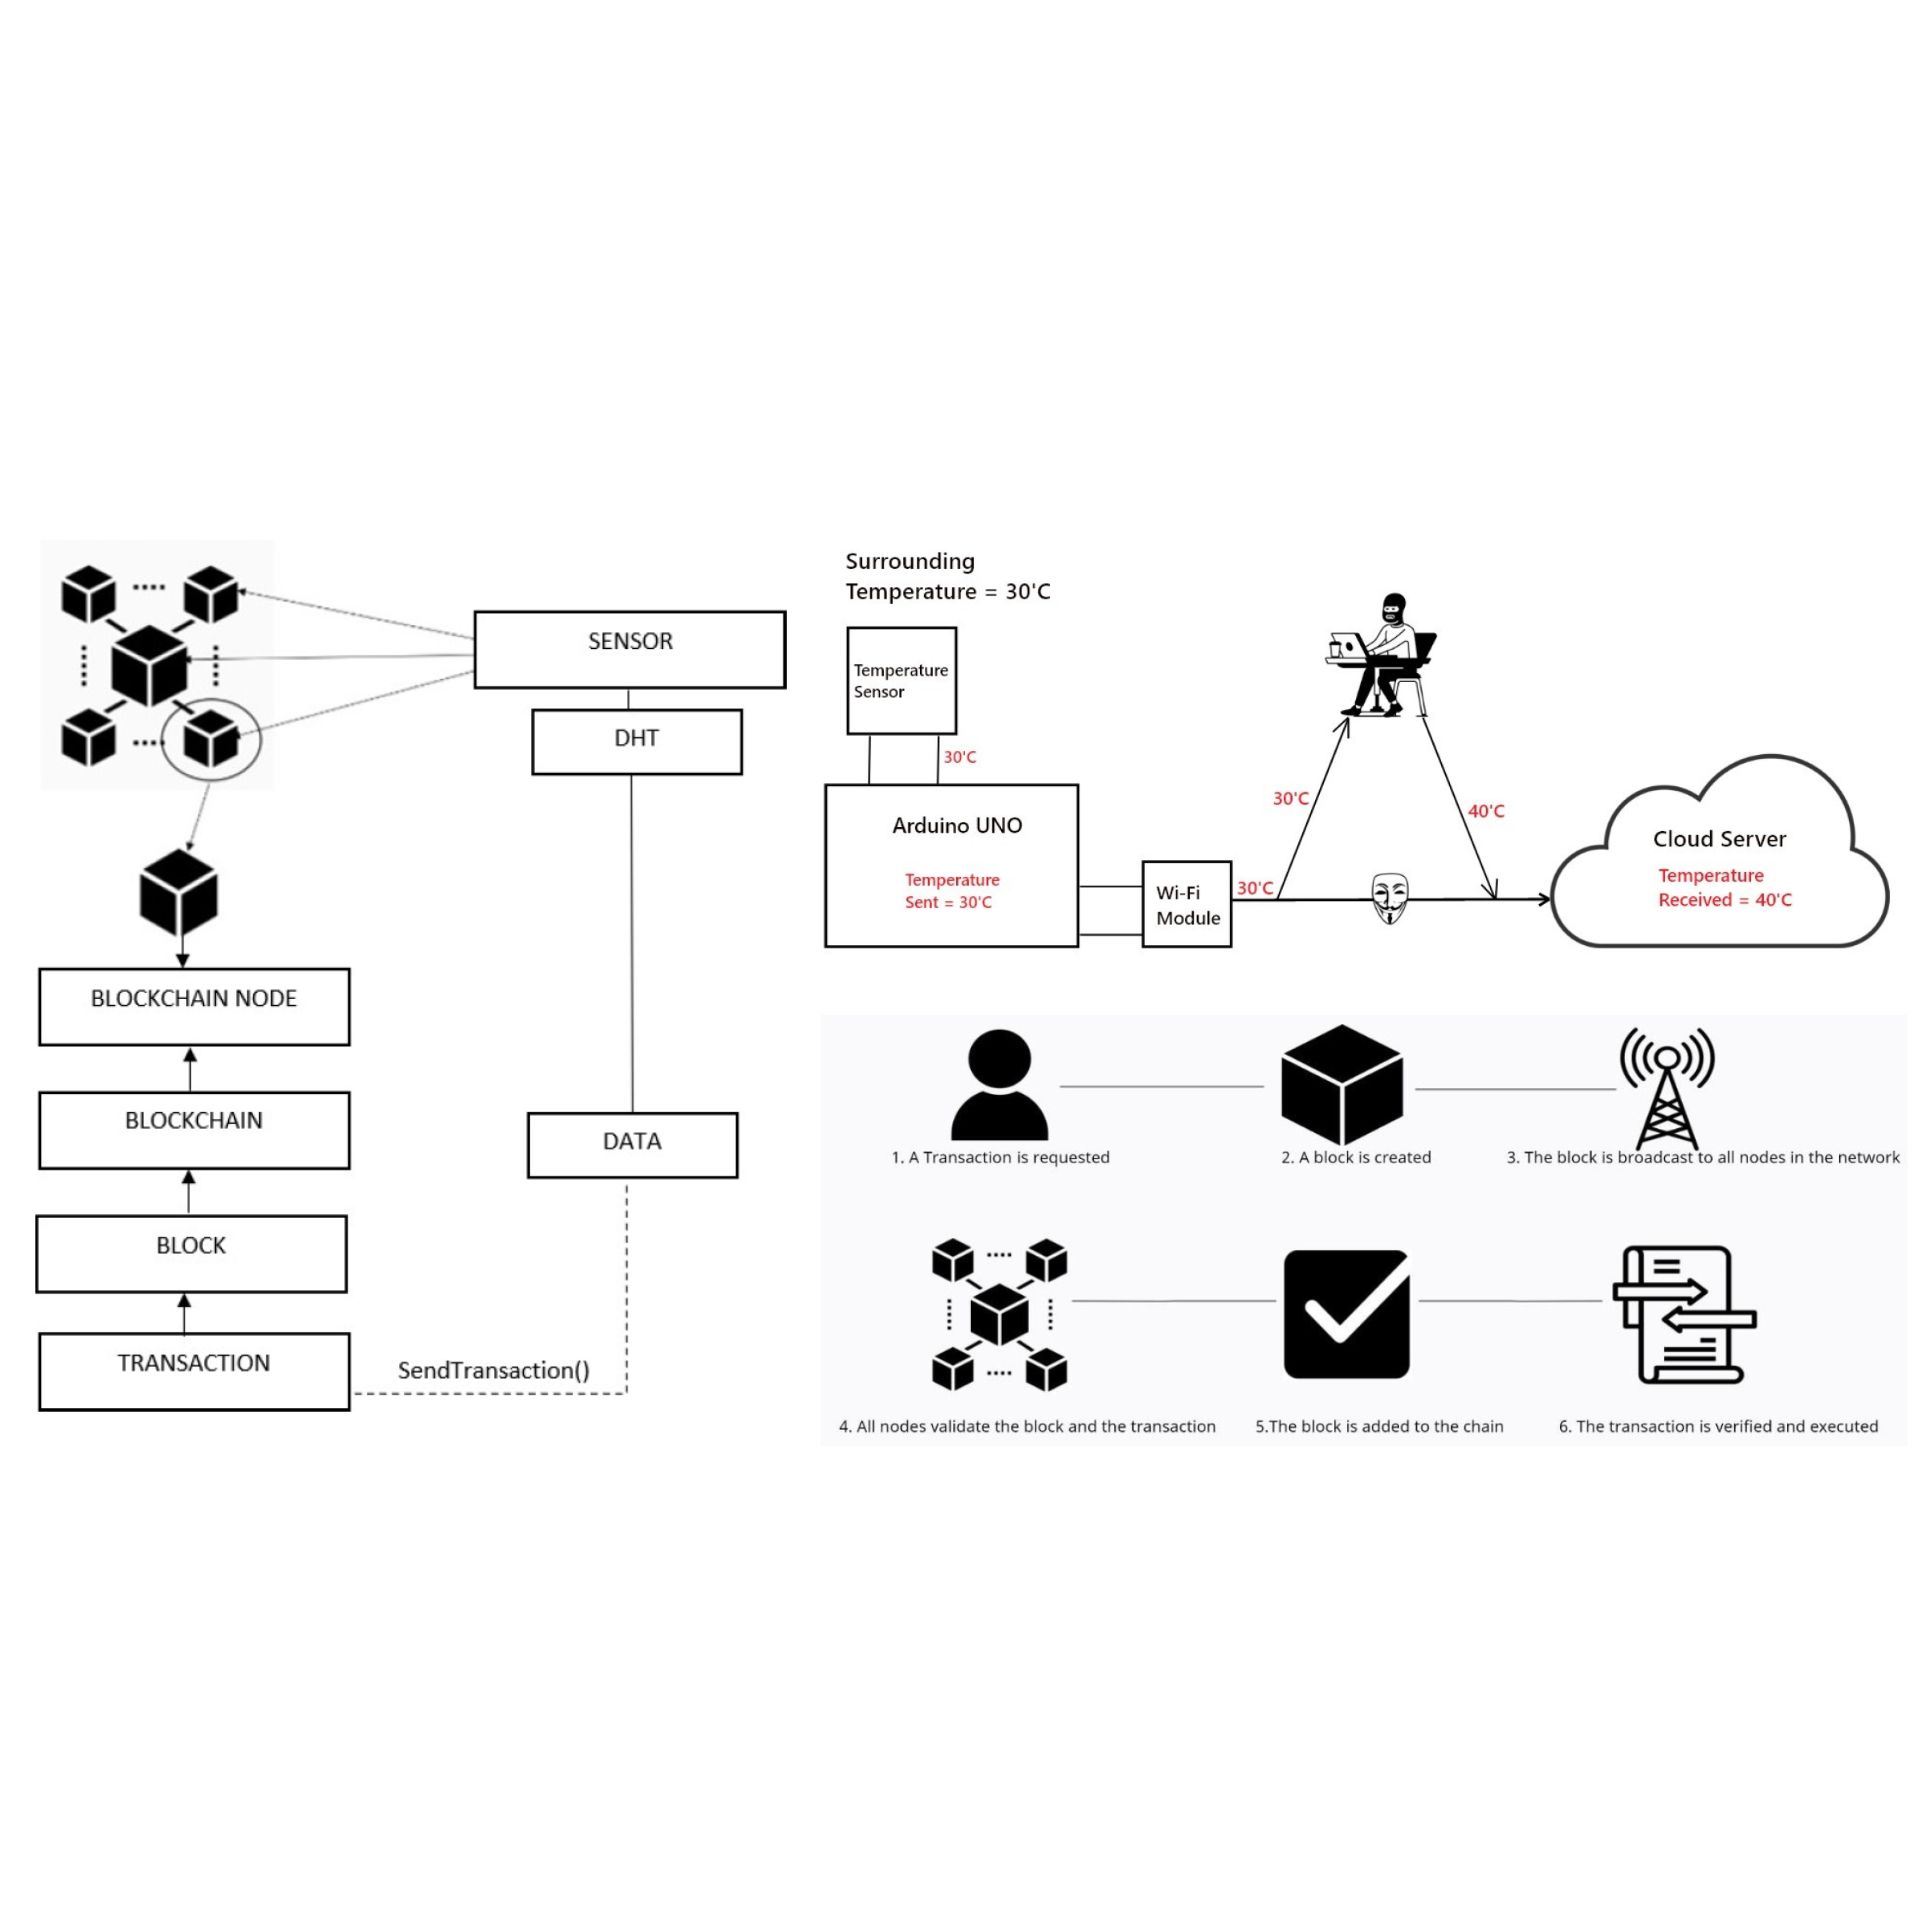 SENSOR
DHT
BLOCKCHAIN NODE
BLOCKCHAIN
DATA
BLOCK
TRANSACTION
SendTransaction()
Surrounding
Temperature = 30'C
Temperature
Sensor
30'C
Arduino UNO
Temperature
Sent = 30'C
Wi-Fi
Module
30'C
30'C
40'C
Cloud Server
Temperature
Received = 40'C
1. A Transaction is requested
2. A block is created
3. The block is broadcast to all nodes in the network
4. All nodes validate the block and the transaction
5.The block is added to the chain
6. The transaction is verified and executed